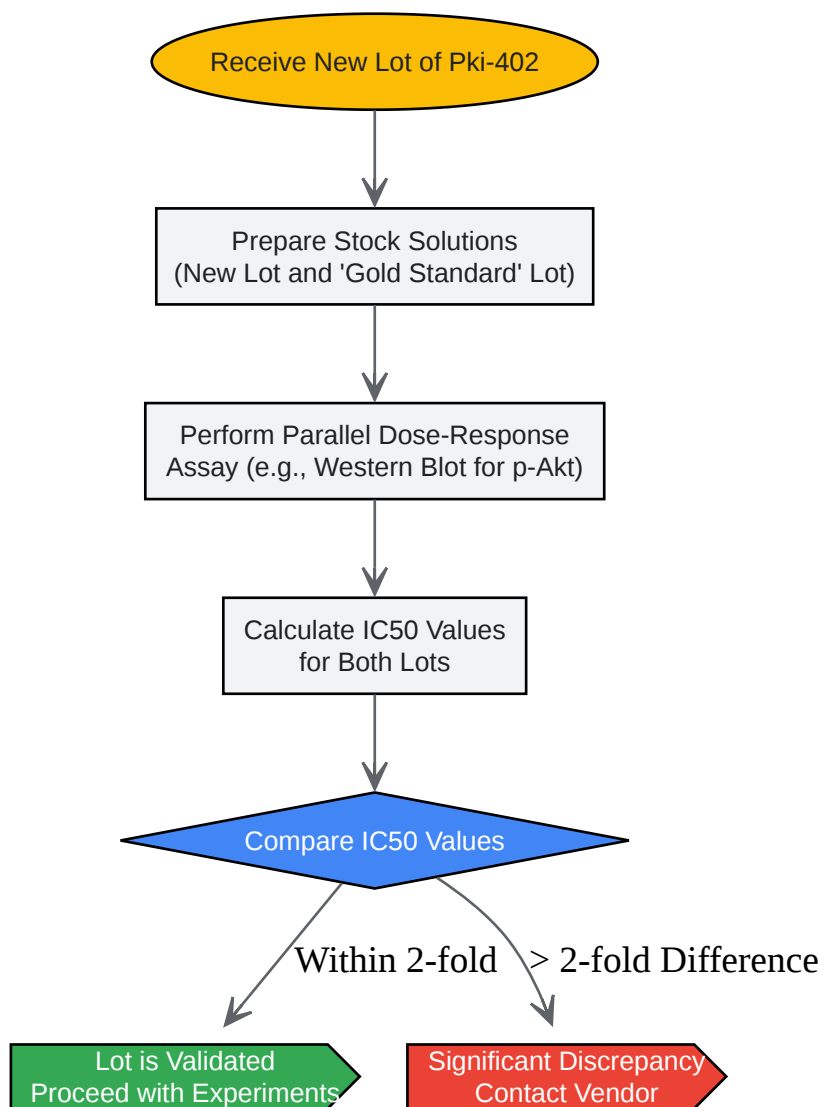 Receive New Lot of Pki-402
Prepare Stock Solutions
(New Lot and 'Gold Standard' Lot)
Perform Parallel Dose-Response
Assay (e.g., Western Blot for p-Akt)
Calculate IC50 Values
for Both Lots
Compare IC50 Values
Within 2-fold
> 2-fold Difference
Lot is Validated
Proceed with Experiments
Significant Discrepancy
Contact Vendor